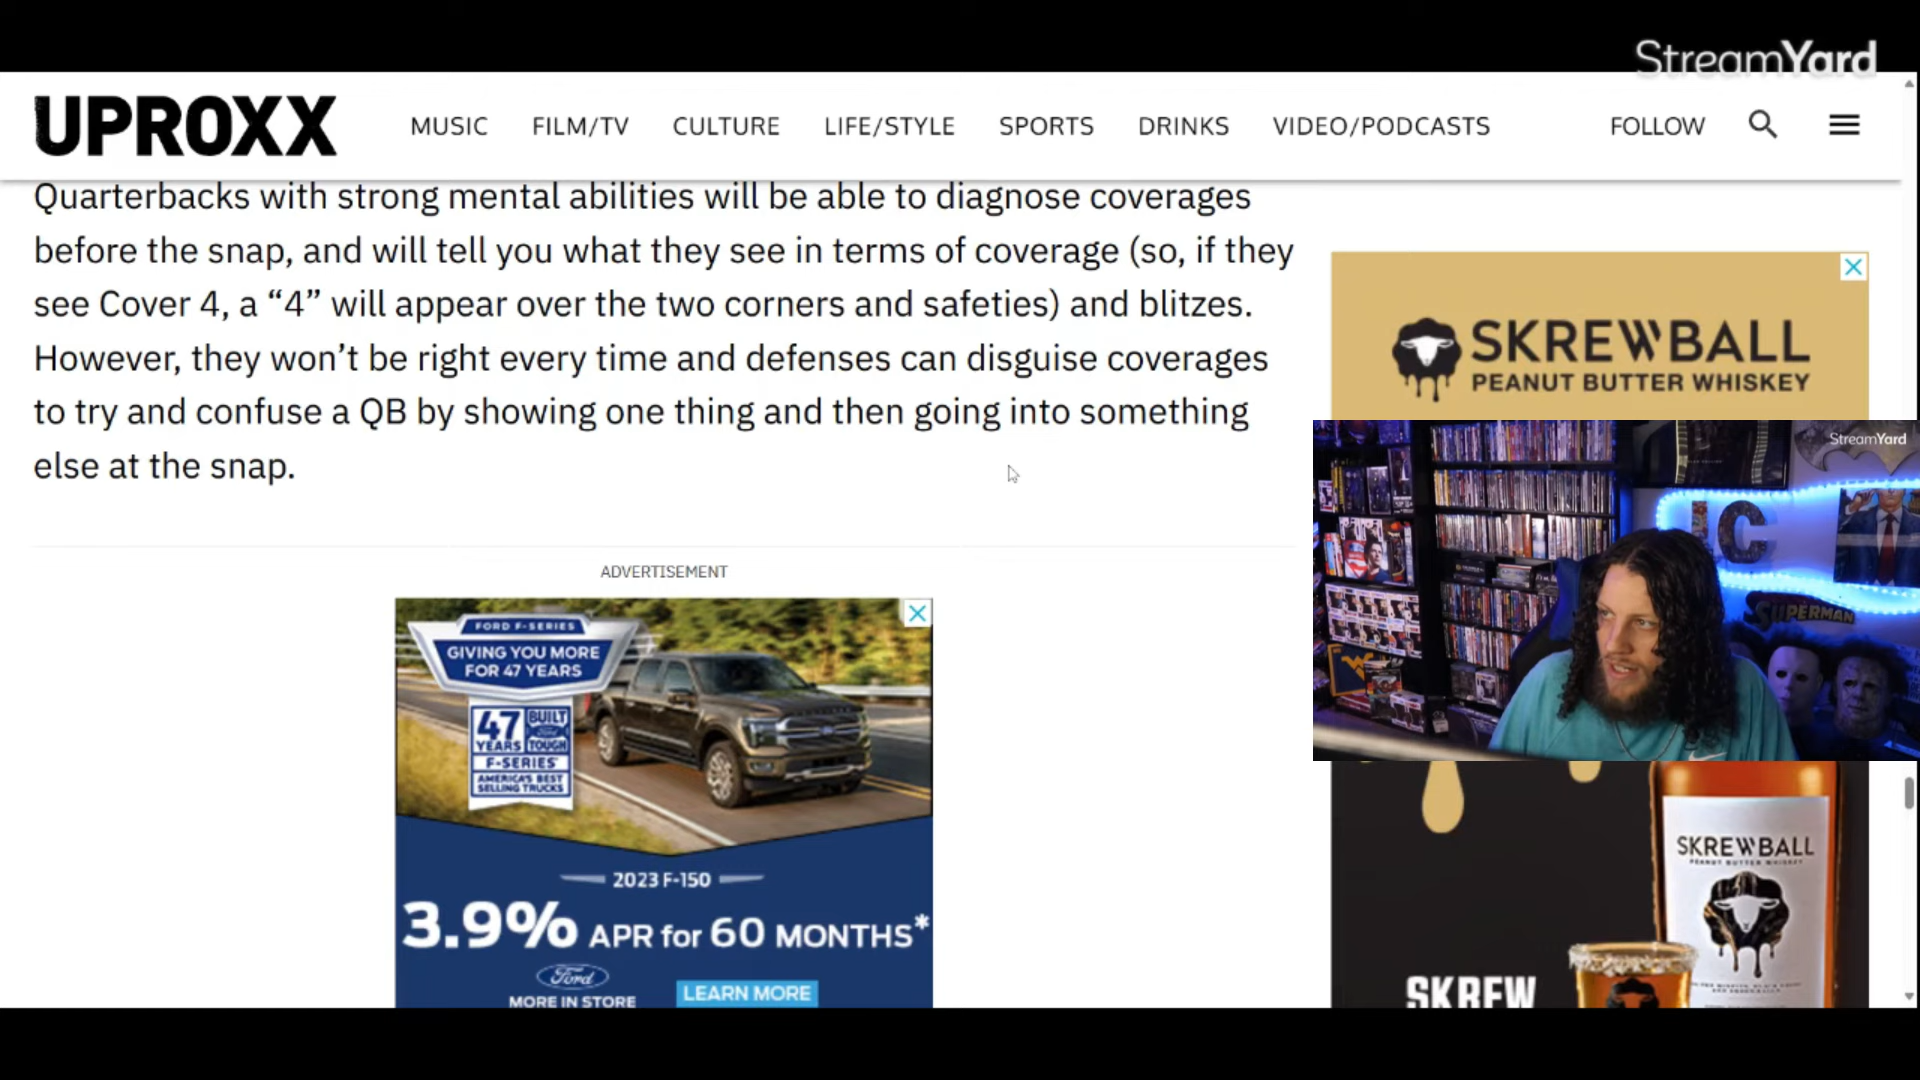 StreamYard
UPROXX
MUSIC FILM/TV CULTURE LIFE/STYLE SPORTS DRINKS VIDEO/PODCASTS FOLLOW
Quarterbacks with strong mental abilities will be able to diagnose coverages
before the snap, and will tell you what they see in terms of coverage (so, if they
see Cover 4, a “4” will appear over the two corners and safeties) and blitzes.
However, they won’t be right every time and defenses can disguise coverages
to try and confuse a QB by showing one thing and then going into something
else at the snap.
SKREWBALL
PEANUT BUTTER WHISKEY
StreamYard
IC
SUPERMAN
ADVERTISEMENT
FORD F-SERIES
GIVING YOU MORE
FOR 47 YEARS
47
YEARS
BUILT
Ford
TOUGH
F-SERIES
AMERICA'S BEST
SELLING TRUCKS
2023 F-150
3.9% APR for 60 MONTHS*
Ford
MORE IN STORE
LEARN MORE
SKREWBALL
PEANUT BUTTER WHISKEY
SKREW